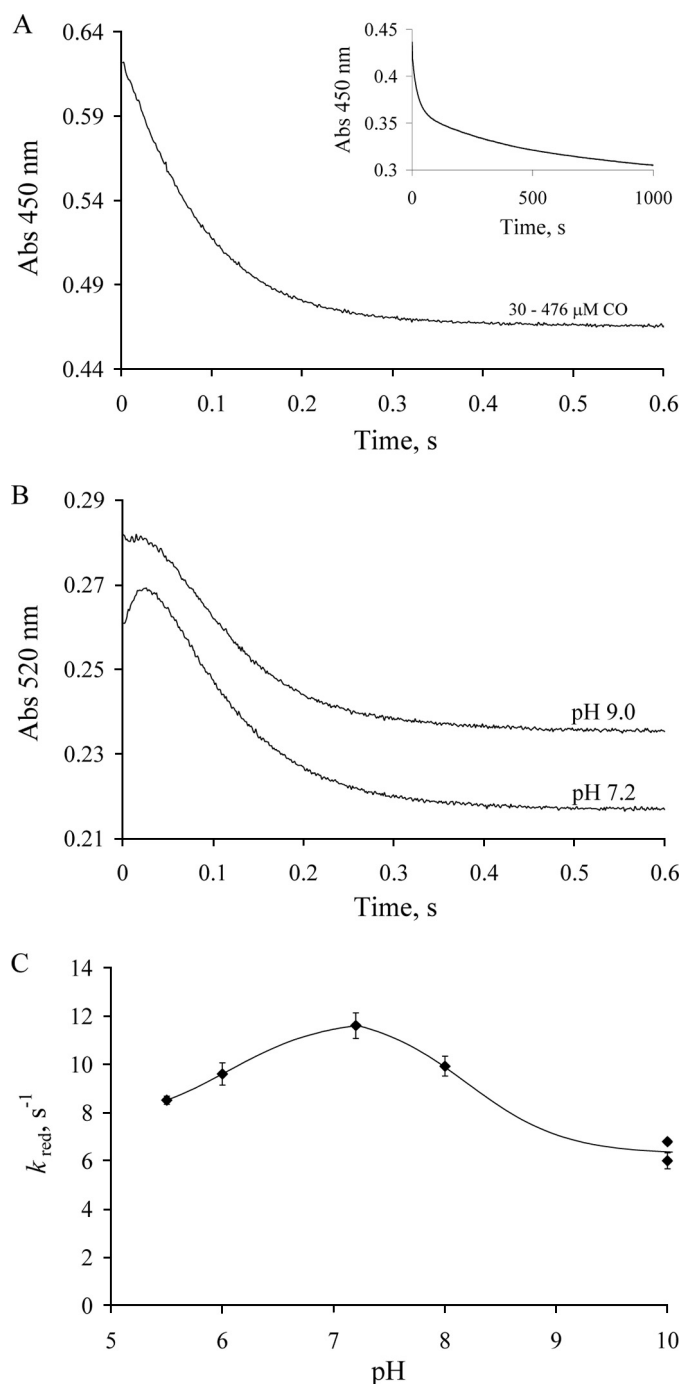 A
0.64
0.59
0.54
0.49
0.44
Abs 450 nm
0 0.1 0.2 0.3 0.4 0.5 0.6
Time, s
30 - 476 μM CO
0.45
0.4
0.35
0.3
Abs 450 nm
0 500 1000
Time, s
B
0.29
0.27
0.25
0.23
0.21
Abs 520 nm
pH 9.0
pH 7.2
0 0.1 0.2 0.3 0.4 0.5 0.6
Time, s
C
14
12
10
8
6
4
2
0
k red, s-1
5 6 7 8 9 10
pH